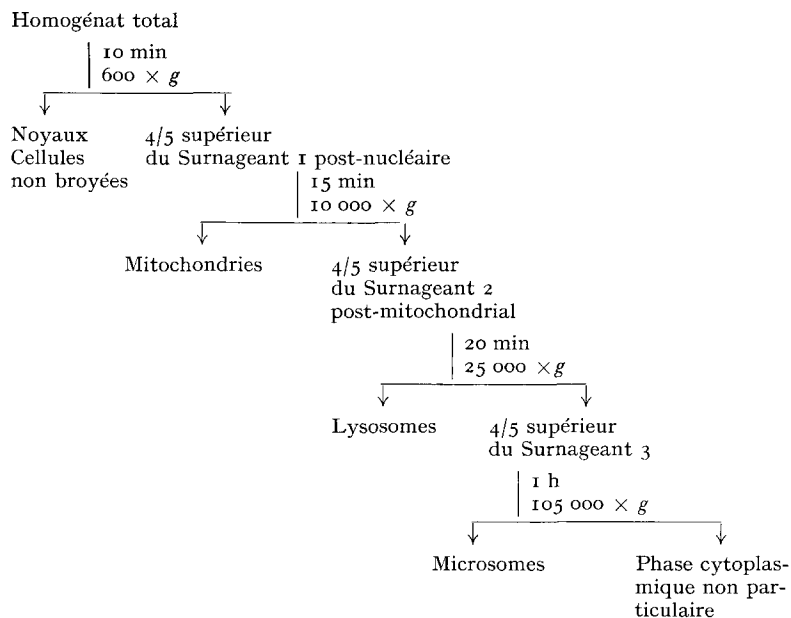 Homogénat total
10 min
600 × g
Noyaux
Cellules
non broyées
4/5 supérieur
du Surnageant 1 post-nucléaire
15 min
10 000 × g
Mitochondries
4/5 supérieur
du Surnageant 2
post-mitochondrial
20 min
25 000 × g
Lysosomes
4/5 supérieur
du Surnageant 3
1 h
105 000 × g
Microsomes
Phase cytoplas-
mique non par-
ticulaire